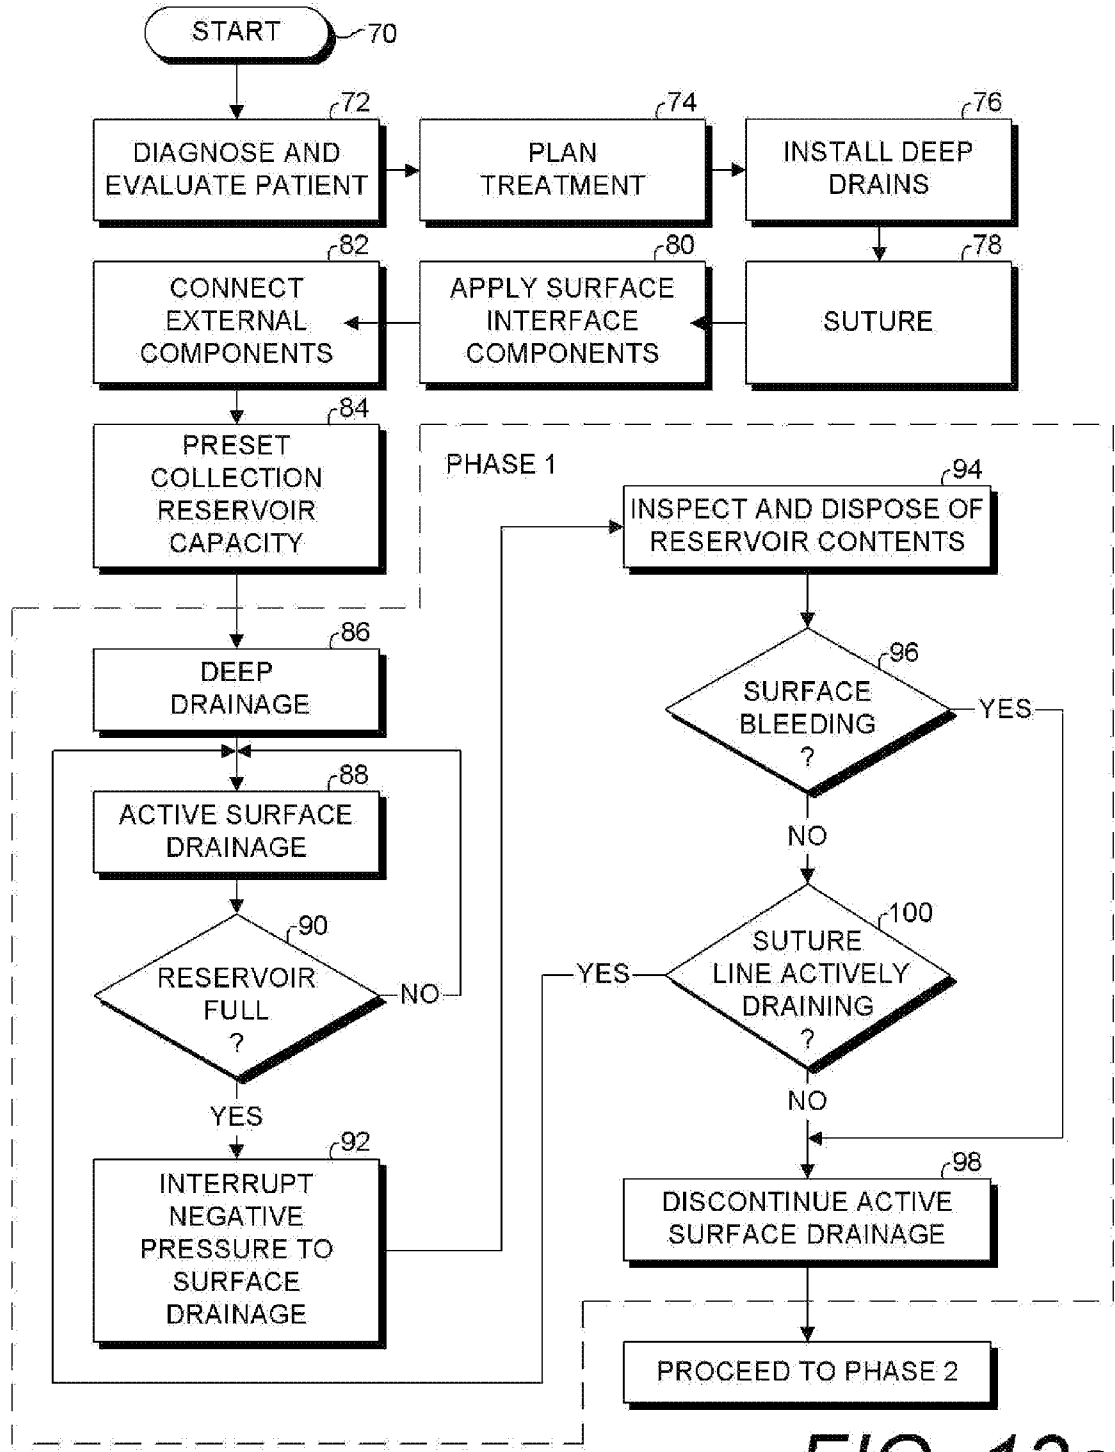 START
70
72
DIAGNOSE AND
EVALUATE PATIENT
74
PLAN
TREATMENT
76
INSTALL DEEP
DRAINS
82
CONNECT
EXTERNAL
COMPONENTS
80
APPLY SURFACE
INTERFACE
COMPONENTS
78
SUTURE
84
PRESET
COLLECTION
RESERVOIR
CAPACITY
PHASE 1
86
DEEP
DRAINAGE
88
ACTIVE SURFACE
DRAINAGE
90
RESERVOIR
FULL
?
NO
YES
92
INTERRUPT
NEGATIVE
PRESSURE TO
SURFACE
DRAINAGE
94
INSPECT AND DISPOSE OF
RESERVOIR CONTENTS
96
SURFACE
BLEEDING
?
YES
NO
100
SUTURE
LINE ACTIVELY
DRAINING
?
YES
NO
98
DISCONTINUE ACTIVE
SURFACE DRAINAGE
PROCEED TO PHASE 2